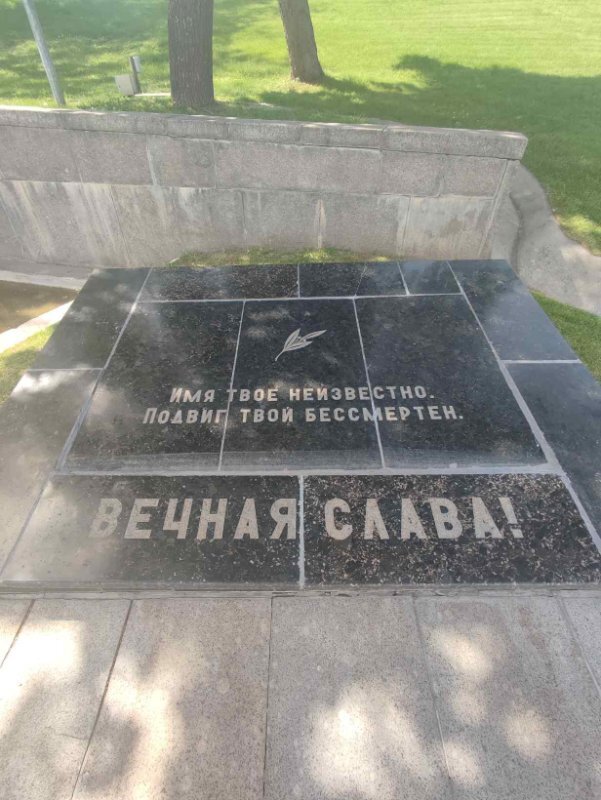 Имя твое неизвестно.
Подвиг твой бессмертен.
Вечная слава!